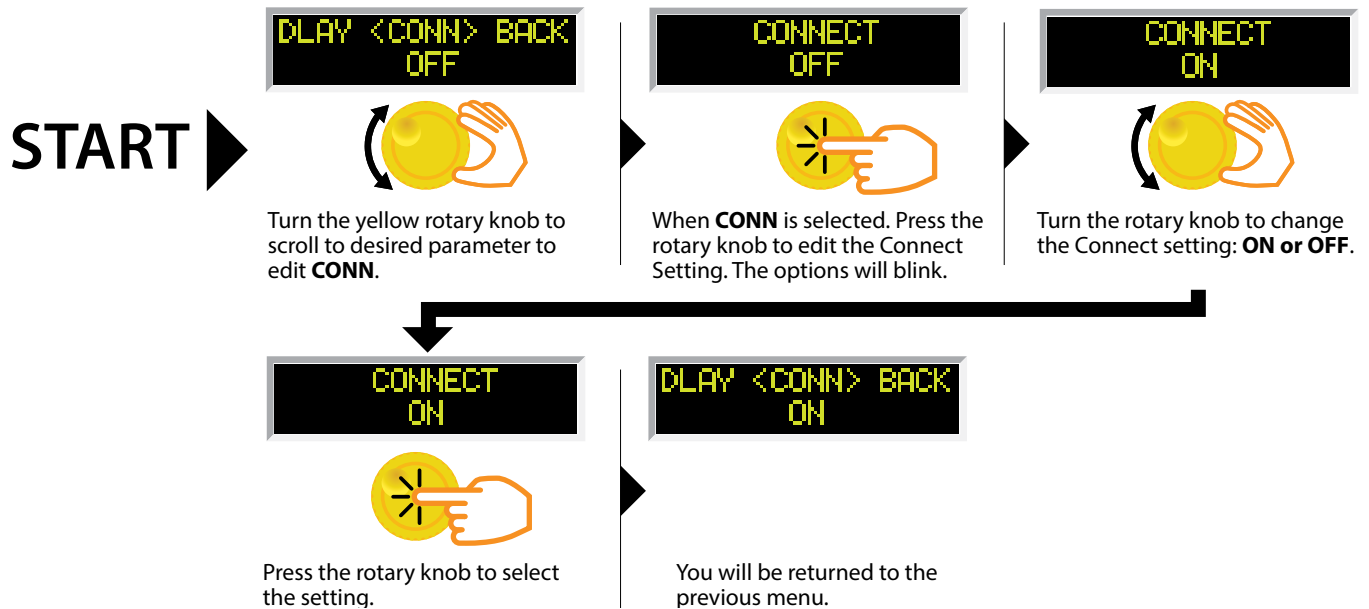 START
DLAY <CONN> BACK
OFF
Turn the yellow rotary knob to
scroll to desired parameter to
edit CONN.
CONNECT
OFF
When CONN is selected. Press the
rotary knob to edit the Connect
Setting. The options will blink.
CONNECT
ON
Turn the rotary knob to change
the Connect setting: ON or OFF.
CONNECT
ON
Press the rotary knob to select
the setting.
DLAY <CONN> BACK
ON
You will be returned to the
previous menu.